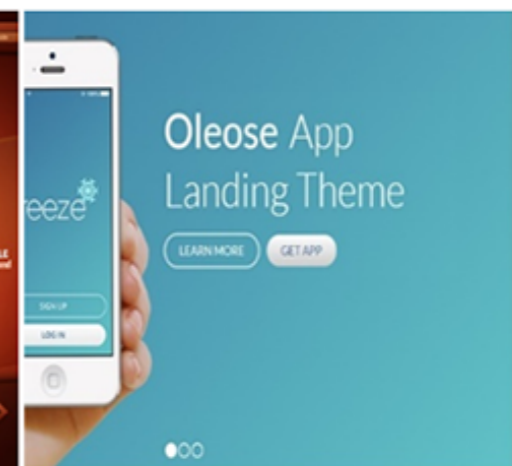 Oleose App
Landing Theme
LEARN MORE
GET APP
reeze
SIGN UP
LOG IN